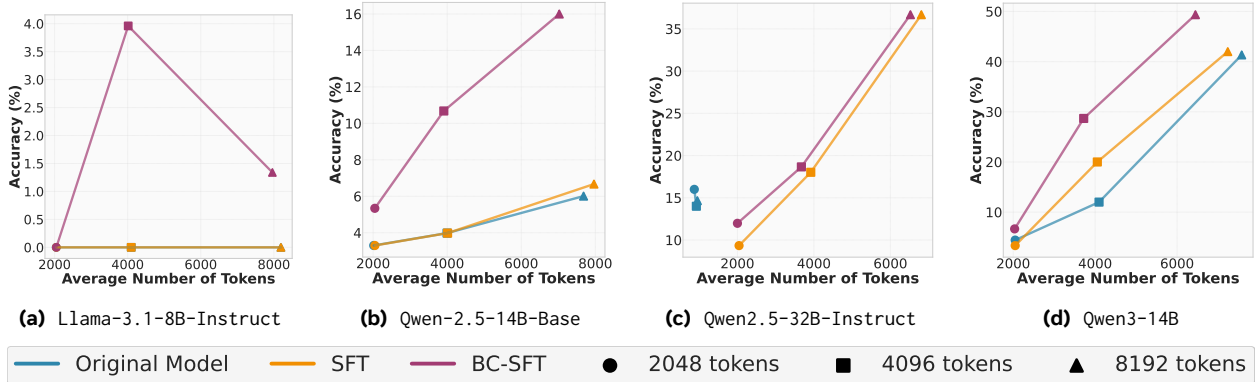 Accuracy (%)
4.0
3.5
3.0
2.5
2.0
1.5
1.0
0.5
0.0
2000 4000 6000 8000
Average Number of Tokens
(a) Llama-3.1-8B-Instruct
Accuracy (%)
16
14
12
10
8
6
4
2000 4000 6000 8000
Average Number of Tokens
(b) Qwen-2.5-14B-Base
Accuracy (%)
35
30
25
20
15
10
2000 4000 6000
Average Number of Tokens
(c) Qwen2.5-32B-Instruct
Accuracy (%)
50
40
30
20
10
2000 4000 6000
Average Number of Tokens
(d) Qwen3-14B
Original Model SFT BC-SFT 2048 tokens 4096 tokens 8192 tokens